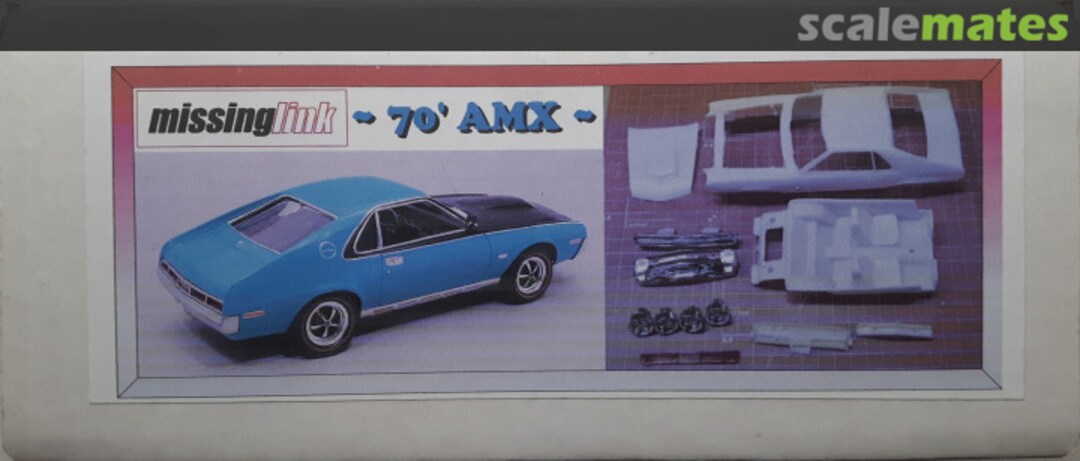 scalemates
missinglink ~ 70' AMX ~